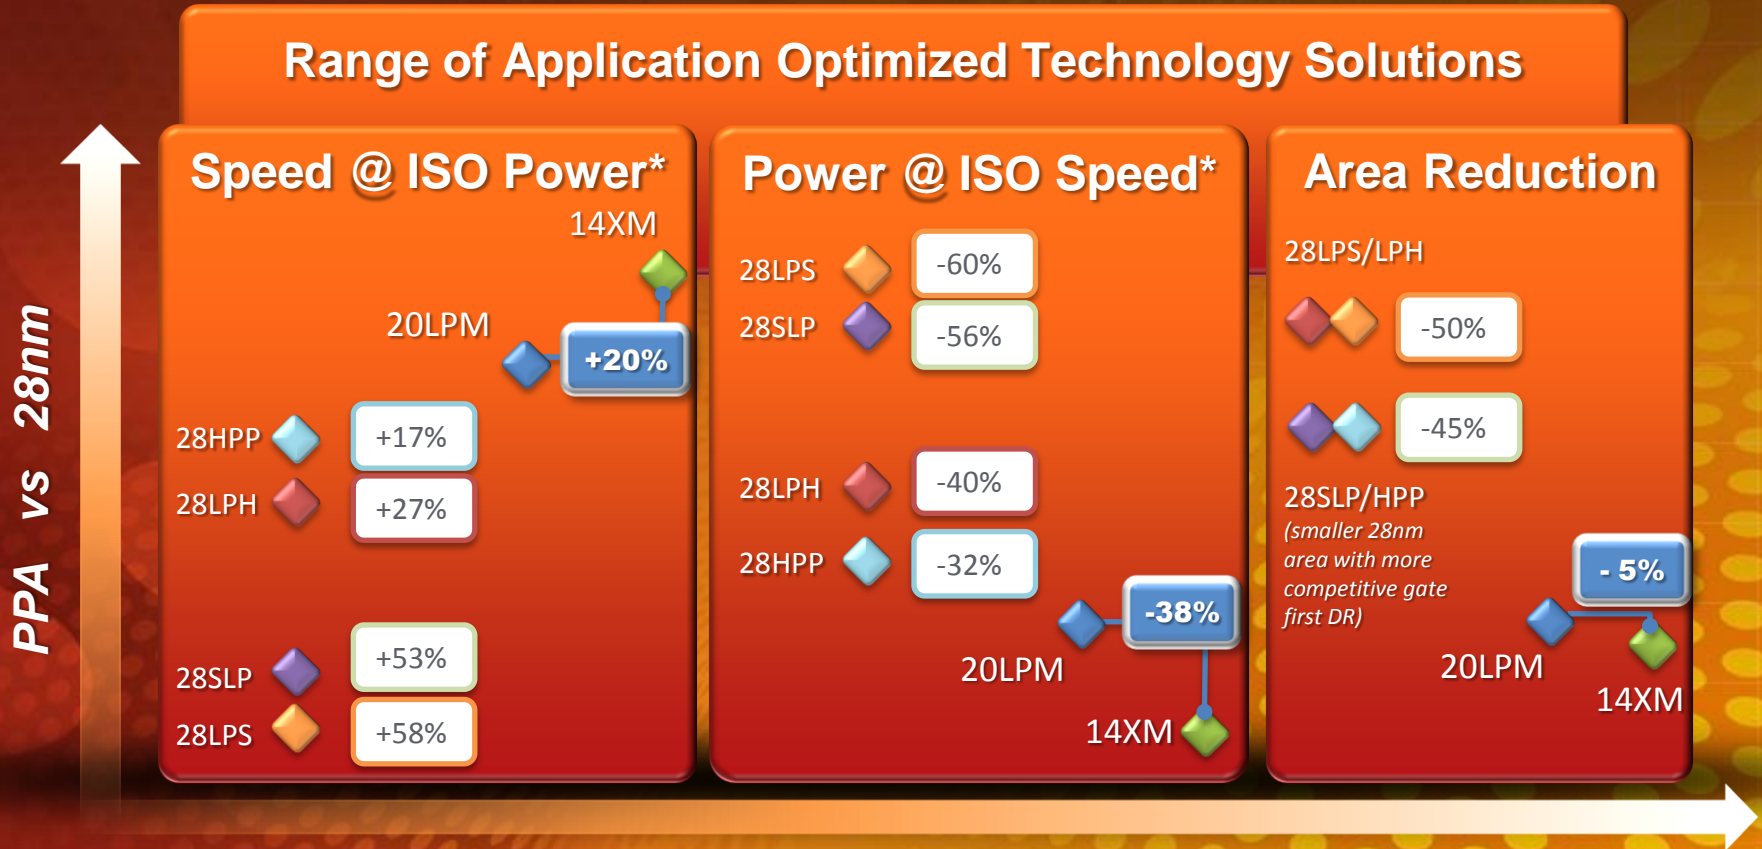 Range of Application Optimized Technology Solutions
PPA vs 28nm
Speed @ ISO Power*
14XM
20LPM
+20%
28HPP
+17%
28LPH
+27%
28SLP
+53%
28LPS
+58%
Power @ ISO Speed*
28LPS
-60%
28SLP
-56%
28LPH
-40%
28HPP
-32%
-38%
20LPM
14XM
Area Reduction
28LPS/LPH
-50%
-45%
28SLP/HPP
(smaller 28nm
area with more
competitive gate
first DR)
- 5%
20LPM
14XM